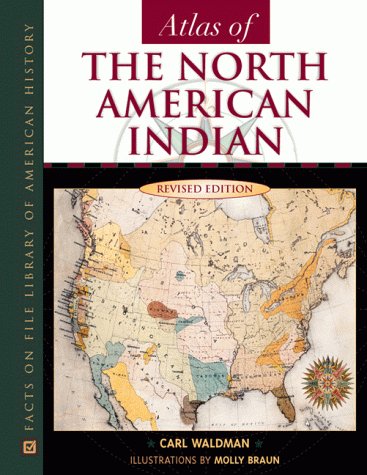 Atlas of
THE NORTH
AMERICAN
INDIAN
REVISED EDITION
CARL WALDMAN
ILLUSTRATIONS BY MOLLY BRAUN
FACTS ON FILE LIBRARY OF AMERICAN HISTORY